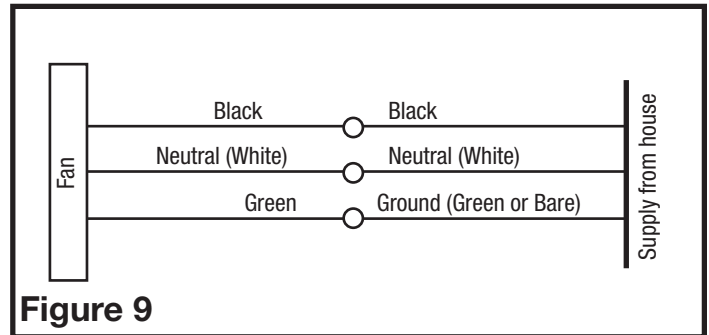 Black Black
Neutral (White) Neutral (White)
Green Ground (Green or Bare)
Fan
Supply from house
Figure 9